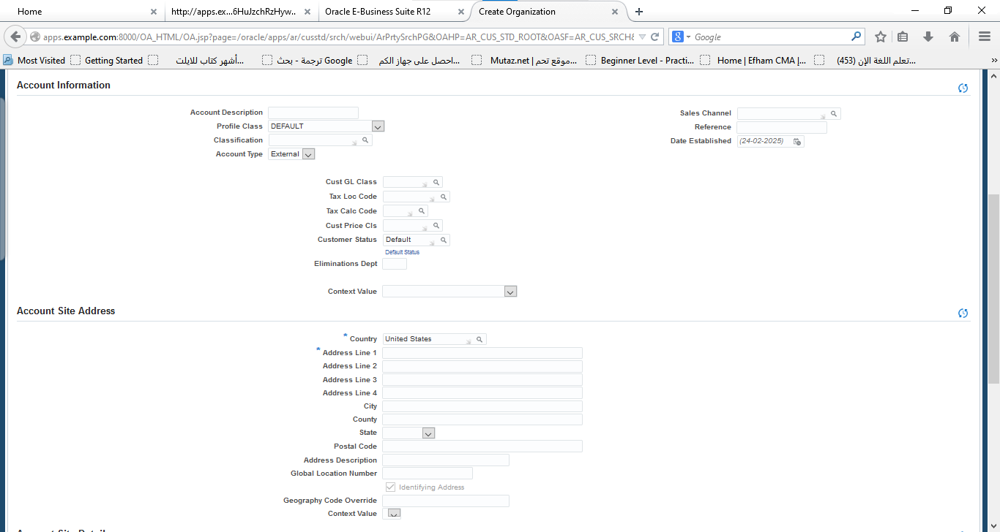 Home
http://apps.ex...6HuJzchRzHyw..
Oracle E-Business Suite R12
Create Organization
apps.example.com:8000/OA_HTML/OA.jsp?page=/oracle/apps/ar/cusstd/srch/webui/ArPrtySrchPG&OAHP=AR_CUS_STD_ROOT&OASF=AR_CUS_SRCH&
Google
Most Visited
Getting Started
أشهر كتاب للايلت...
ترجمة - بحث Google
احصل على جهاز الكم...
موقع تحم | Mutaz.net...
Beginner Level - Practi...
Home | Efham CMA إ|...
(453) تعلم اللغة الإن...
Account Information
Account Description
Profile Class DEFAULT
Classification
Account Type External
Sales Channel
Reference
Date Established (24-02-2025)
Cust GL Class
Tax Loc Code
Tax Calc Code
Cust Price Cls
Customer Status Default
Default Status
Eliminations Dept
Context Value
Account Site Address
* Country United States
* Address Line 1
Address Line 2
Address Line 3
Address Line 4
City
County
State
Postal Code
Address Description
Global Location Number
Identifying Address
Geography Code Override
Context Value